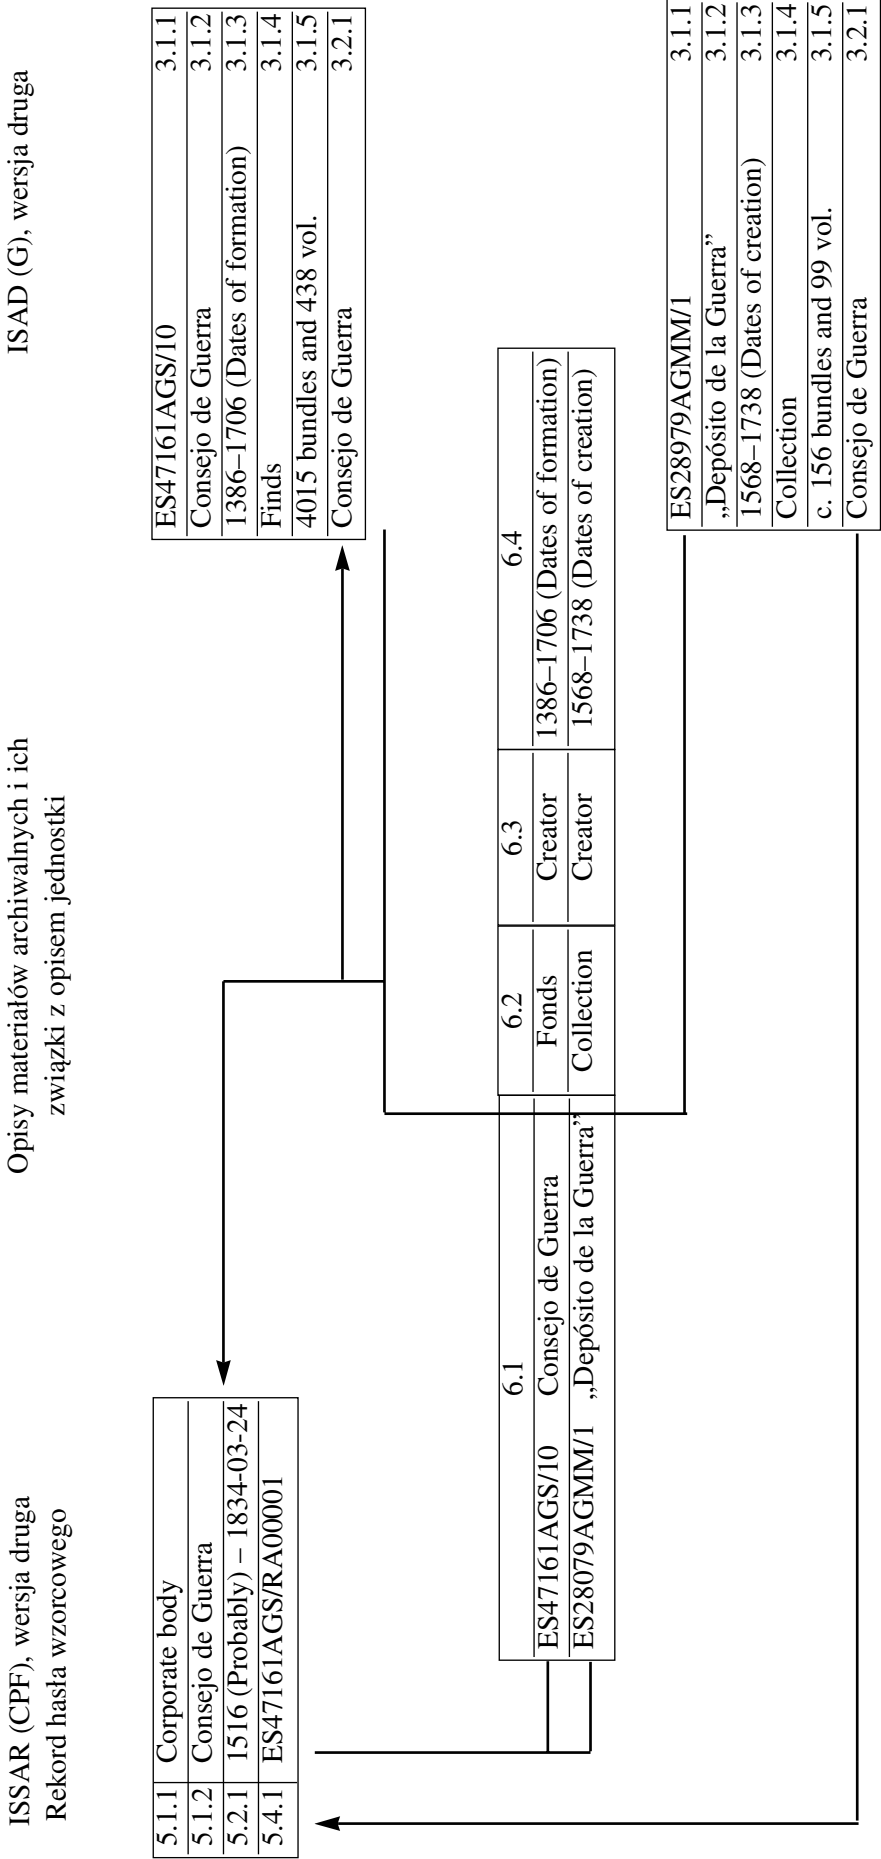 ISSAR (CPF), wersja druga
Rekord hasła wzorcowego
Opisy materiałów archiwalnych i ich
związki z opisem jednostki
ISAD (G), wersja druga
5.1.1 Corporate body
5.1.2 Consejo de Guerra
5.2.1 1516 (Probably) – 1834-03-24
5.4.1 ES47161AGS/RA00001
ES47161AGS/10 3.1.1
Consejo de Guerra 3.1.2
1386–1706 (Dates of formation) 3.1.3
Finds 3.1.4
4015 bundles and 438 vol. 3.1.5
Consejo de Guerra 3.2.1
6.1 6.2 6.3 6.4
ES47161AGS/10 Consejo de Guerra Fonds Creator 1386–1706 (Dates of formation)
ES28079AGMM/1 „Depósito de la Guerra” Collection Creator 1568–1738 (Dates of creation)
ES28979AGMM/1 3.1.1
„Depósito de la Guerra” 3.1.2
1568–1738 (Dates of creation) 3.1.3
Collection 3.1.4
c. 156 bundles and 99 vol. 3.1.5
Consejo de Guerra 3.2.1